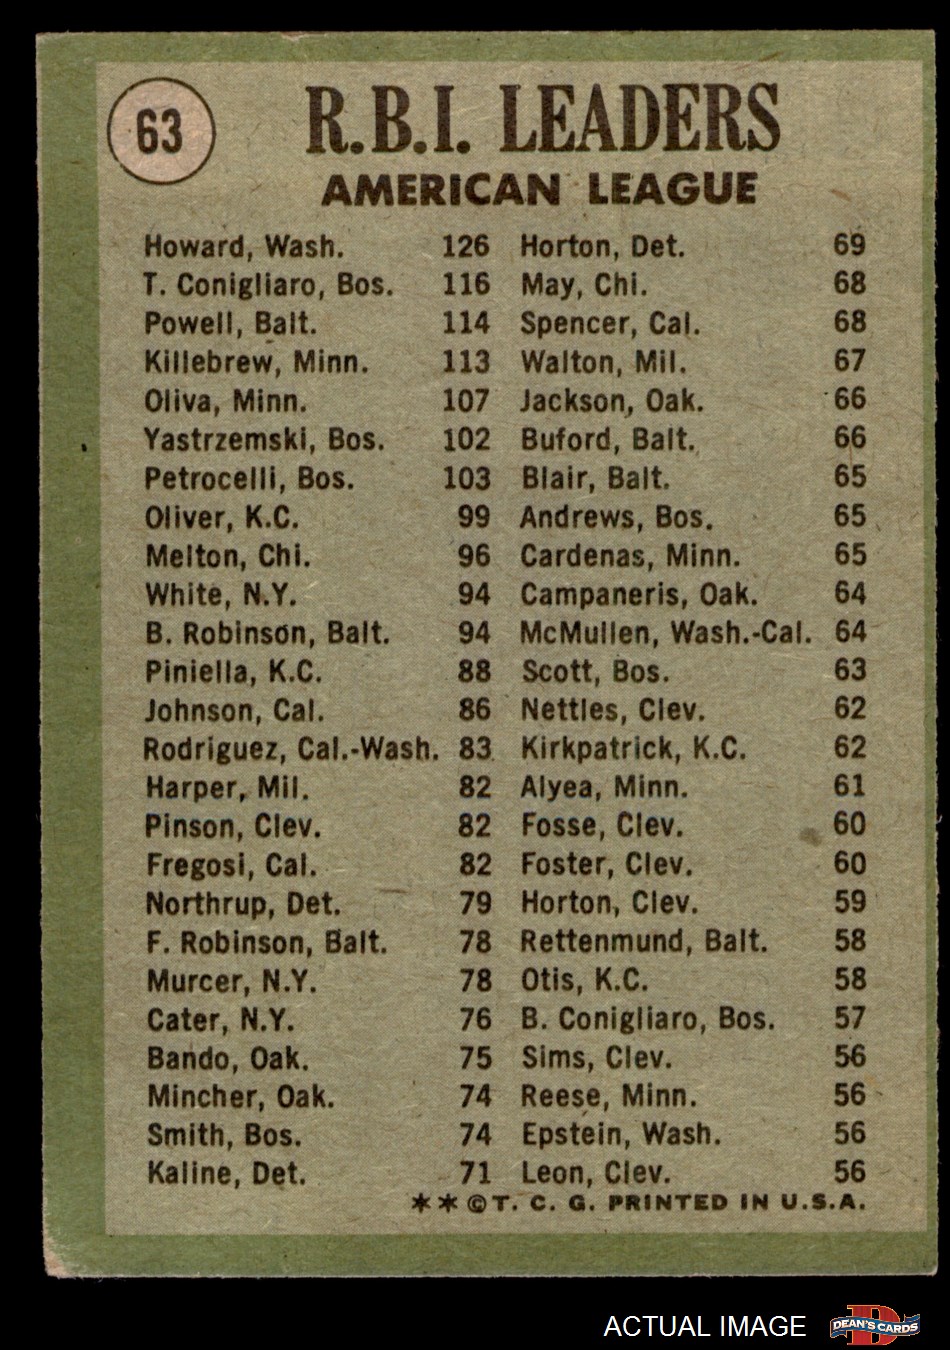 63
R.B.I. LEADERS
AMERICAN LEAGUE
Howard, Wash. 126
T. Conigliaro, Bos. 116
Powell, Balt. 114
Killebrew, Minn. 113
Oliva, Minn. 107
Yastrzemski, Bos. 102
Petrocelli, Bos. 103
Oliver, K.C. 99
Melton, Chi. 96
White, N.Y. 94
B. Robinson, Balt. 94
Piniella, K.C. 88
Johnson, Cal. 86
Rodriguez, Cal.-Wash. 83
Harper, Mil. 82
Pinson, Clev. 82
Fregosi, Cal. 82
Northrup, Det. 79
F. Robinson, Balt. 78
Murcer, N.Y. 78
Cater, N.Y. 76
Bando, Oak. 75
Mincher, Oak. 74
Smith, Bos. 74
Kaline, Det. 71
Horton, Det. 69
May, Chi. 68
Spencer, Cal. 68
Walton, Mil. 67
Jackson, Oak. 66
Buford, Balt. 66
Blair, Balt. 65
Andrews, Bos. 65
Cardenas, Minn. 65
Campaneris, Oak. 64
McMullen, Wash.-Cal. 64
Scott, Bos. 63
Nettles, Clev. 62
Kirkpatrick, K.C. 62
Alyea, Minn. 61
Fosse, Clev. 60
Foster, Clev. 60
Horton, Clev. 59
Rettenmund, Balt. 58
Otis, K.C. 58
B. Conigliaro, Bos. 57
Sims, Clev. 56
Reese, Minn. 56
Epstein, Wash. 56
Leon, Clev. 56
**©T. C. G. PRINTED IN U.S.A.
ACTUAL IMAGE
DEAN'S CARDS